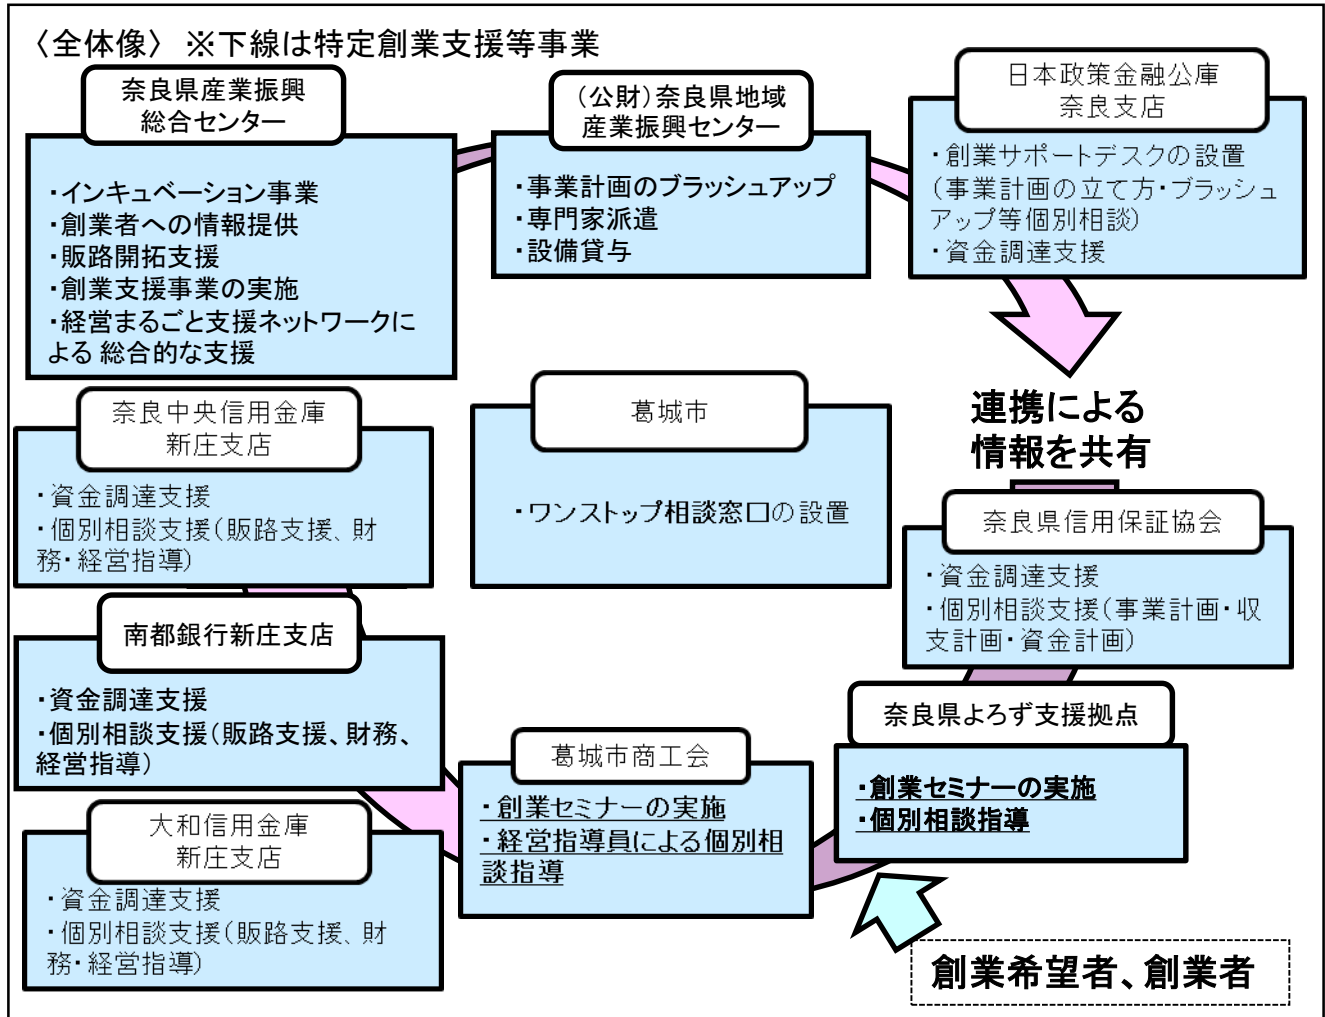 〈全体像〉 ※下線は特定創業支援等事業
奈良県産業振興
総合センター
・インキュベーション事業
・創業者への情報提供
・販路開拓支援
・創業支援事業の実施
・経営まるごと支援ネットワークに
よる 総合的な支援
（公財）奈良県地域
産業振興センター
・事業計画のブラッシュアップ
・専門家派遣
・設備貸与
日本政策金融公庫
奈良支店
・創業サポートデスクの設置
（事業計画の立て方・ブラッシュ
アップ等個別相談）
・資金調達支援
連携による
情報を共有
奈良中央信用金庫
新庄支店
・資金調達支援
・個別相談支援（販路支援、財
務・経営指導）
葛城市
・ワンストップ相談窓口の設置
奈良県信用保証協会
・資金調達支援
・個別相談支援（事業計画・収
支計画・資金計画）
南都銀行新庄支店
・資金調達支援
・個別相談支援（販路支援、財務、
経営指導）
葛城市商工会
・創業セミナーの実施
・経営指導員による個別相
談指導
奈良県よろず支援拠点
・創業セミナーの実施
・個別相談指導
大和信用金庫
新庄支店
・資金調達支援
・個別相談支援（販路支援、財
務・経営指導）
創業希望者、創業者